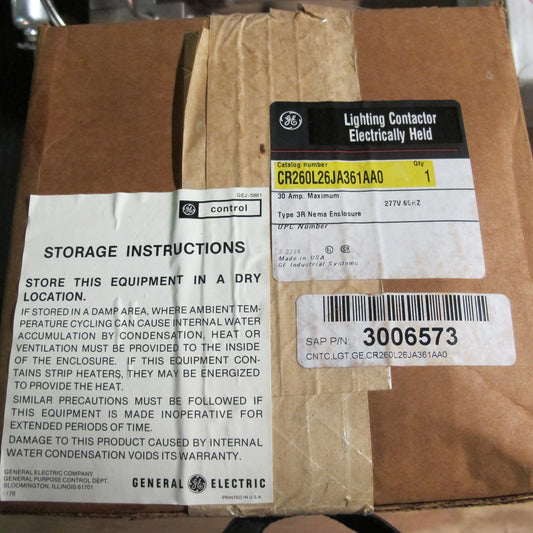 GE
Lighting Contactor
Electrically Held
Catalog number Qty
CR260L26JA361AA0 1
30 Amp. Maximum
277V 60HZ
Type 3R Nema Enclosure
UPC Number
Made in USA
GE Industrial Systems
SAP P/N 3006573
CNTC,LGT GE,CR260L26JA361AA0
GEJ-5861
GE control
STORAGE INSTRUCTIONS
STORE THIS EQUIPMENT IN A DRY
LOCATION.
IF STORED IN A DAMP AREA, WHERE AMBIENT TEM-
PERATURE CYCLING CAN CAUSE INTERNAL WATER
ACCUMULATION BY CONDENSATION, HEAT OR
VENTILATION MUST BE PROVIDED TO THE INSIDE
OF THE ENCLOSURE. IF THIS EQUIPMENT CON-
TAINS STRIP HEATERS, THEY MAY BE ENERGIZED
TO PROVIDE THE HEAT.
SIMILAR PRECAUTIONS MUST BE FOLLOWED IF
THIS EQUIPMENT IS MADE INOPERATIVE FOR
EXTENDED PERIODS OF TIME.
DAMAGE TO THIS PRODUCT CAUSED BY INTERNAL
WATER CONDENSATION VOIDS ITS WARRANTY.
GENERAL ELECTRIC COMPANY
GENERAL PURPOSE CONTROL DEPT.
BLOOMINGTON, ILLINOIS 61701
GENERAL GE ELECTRIC
PRINTED IN U.S.A.